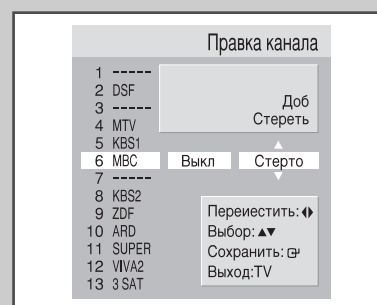 Правка канала
1 -----
2 DSF
3 -----
4 MTV
Доб
Стереть
5 KBS1
6 MBC Выкл Стерто
7 -----
8 KBS2
9 ZDF
10 ARD
11 SUPER
12 VIVA2
13 3 SAT
Переиестить:
Выбор:▲▼
Сохранить:
Выход:TV